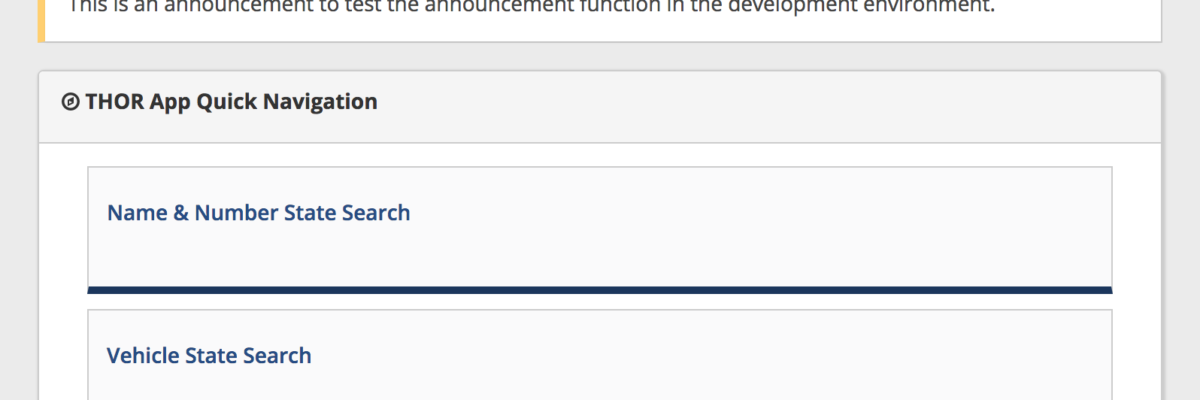 This is an announcement to test the announcement function in the development environment.
THOR App Quick Navigation
Name & Number State Search
Vehicle State Search